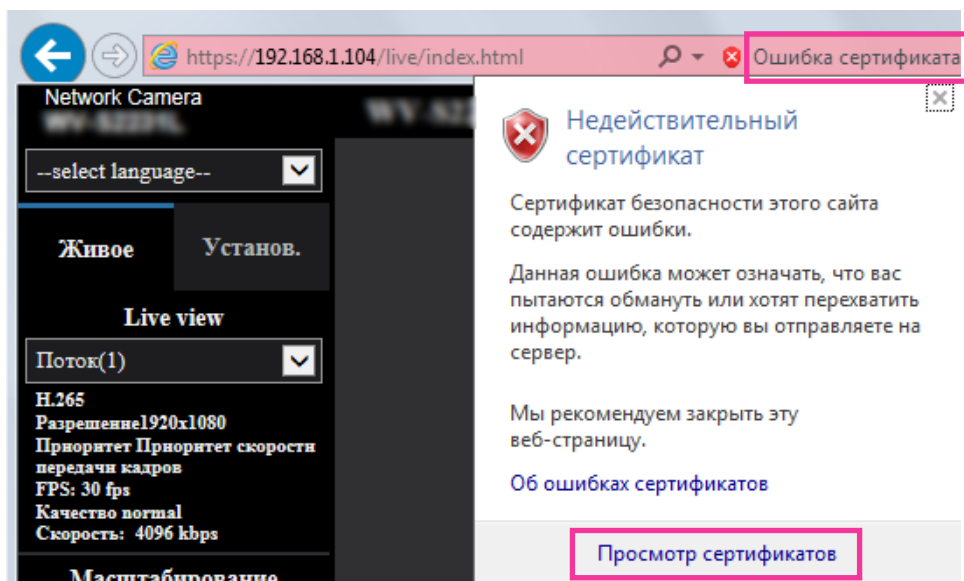 https://192.168.1.104/live/index.html
Ошибка сертификата
Network Camera
--select language--
Живое
Установ.
Live view
Поток(1)
H.265
Разрешение1920x1080
Приоритет Приоритет скорости
передачи кадров
FPS: 30 fps
Качество normal
Скорость: 4096 kbps
Масштабирование
Недействительный
сертификат
Сертификат безопасности этого сайта
содержит ошибки.
Данная ошибка может означать, что вас
пытаются обмануть или хотят перехватить
информацию, которую вы отправляете на
сервер.
Мы рекомендуем закрыть эту
веб-страницу.
Об ошибках сертификатов
Просмотр сертификатов